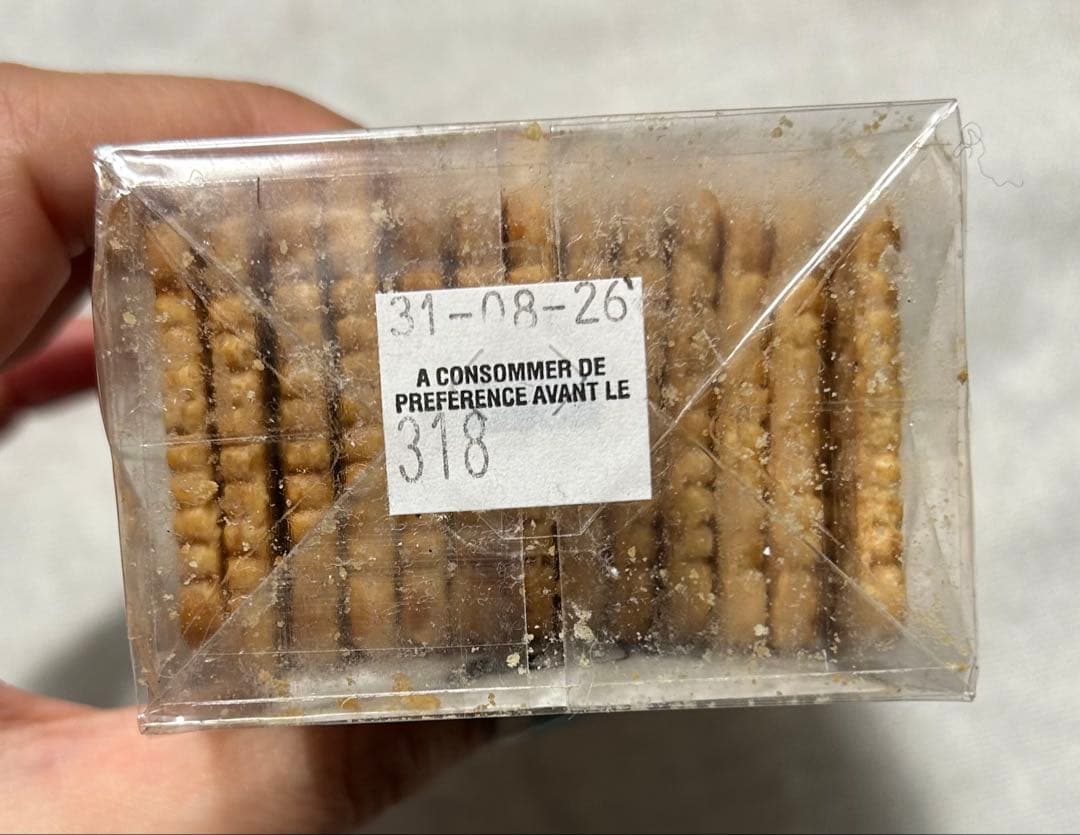 31-08-26
A CONSOMMER DE
PREFERENCE AVANT LE
318